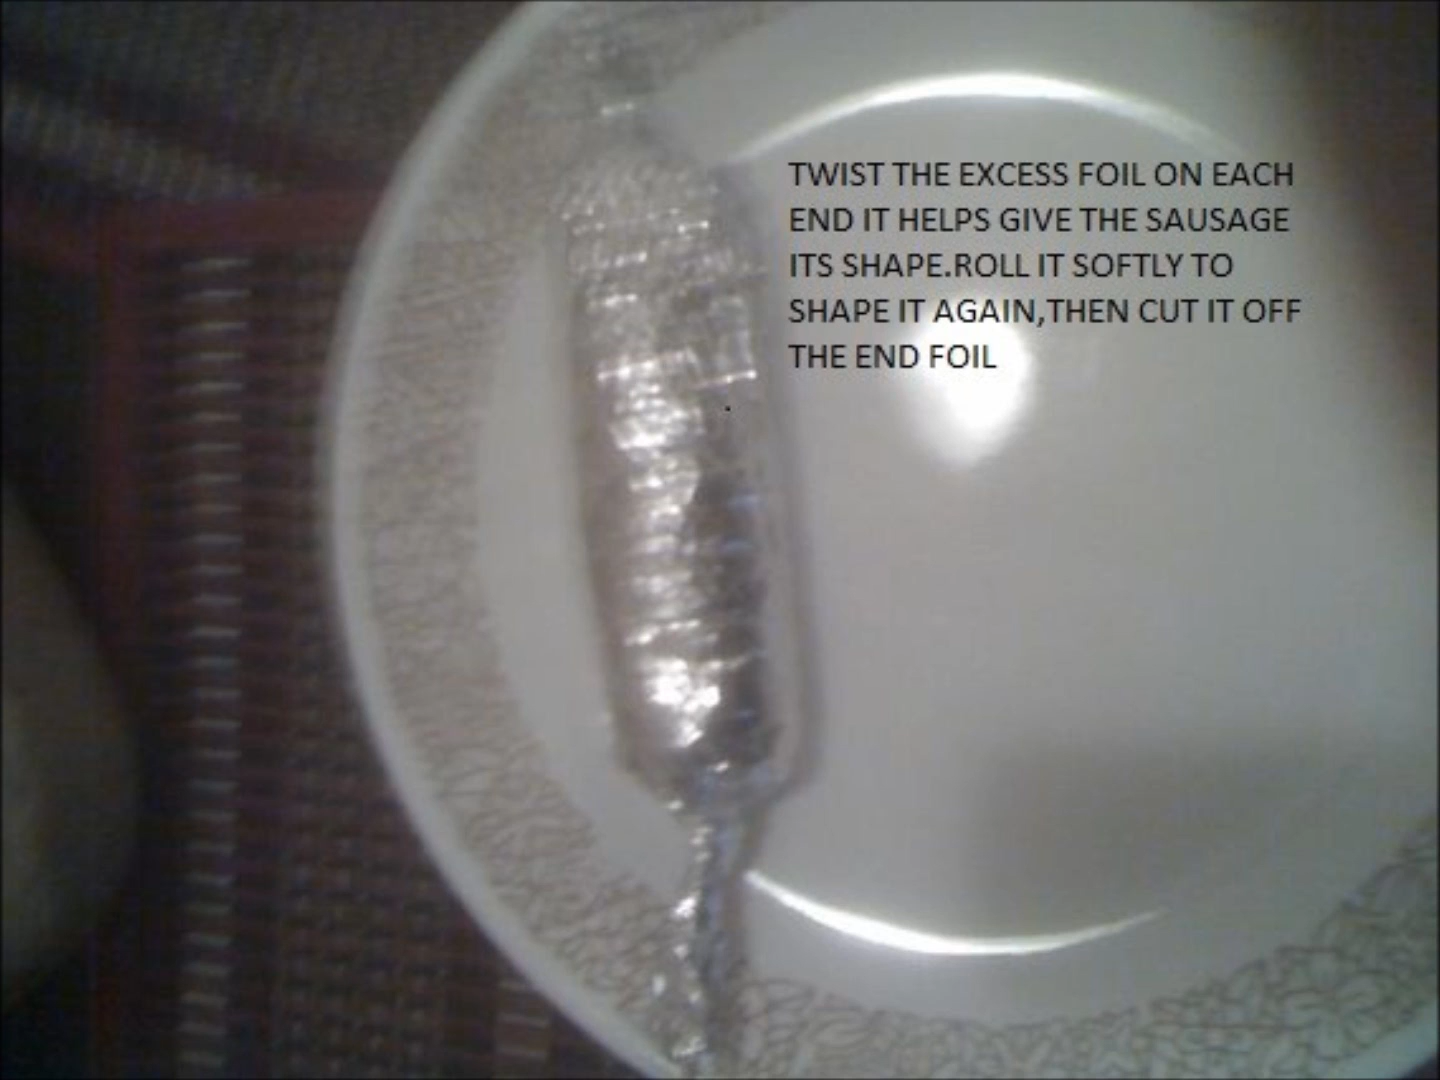 TWIST THE EXCESS FOIL ON EACH
END IT HELPS GIVE THE SAUSAGE
ITS SHAPE.ROLL IT SOFTLY TO
SHAPE IT AGAIN,THEN CUT IT OFF
THE END FOIL